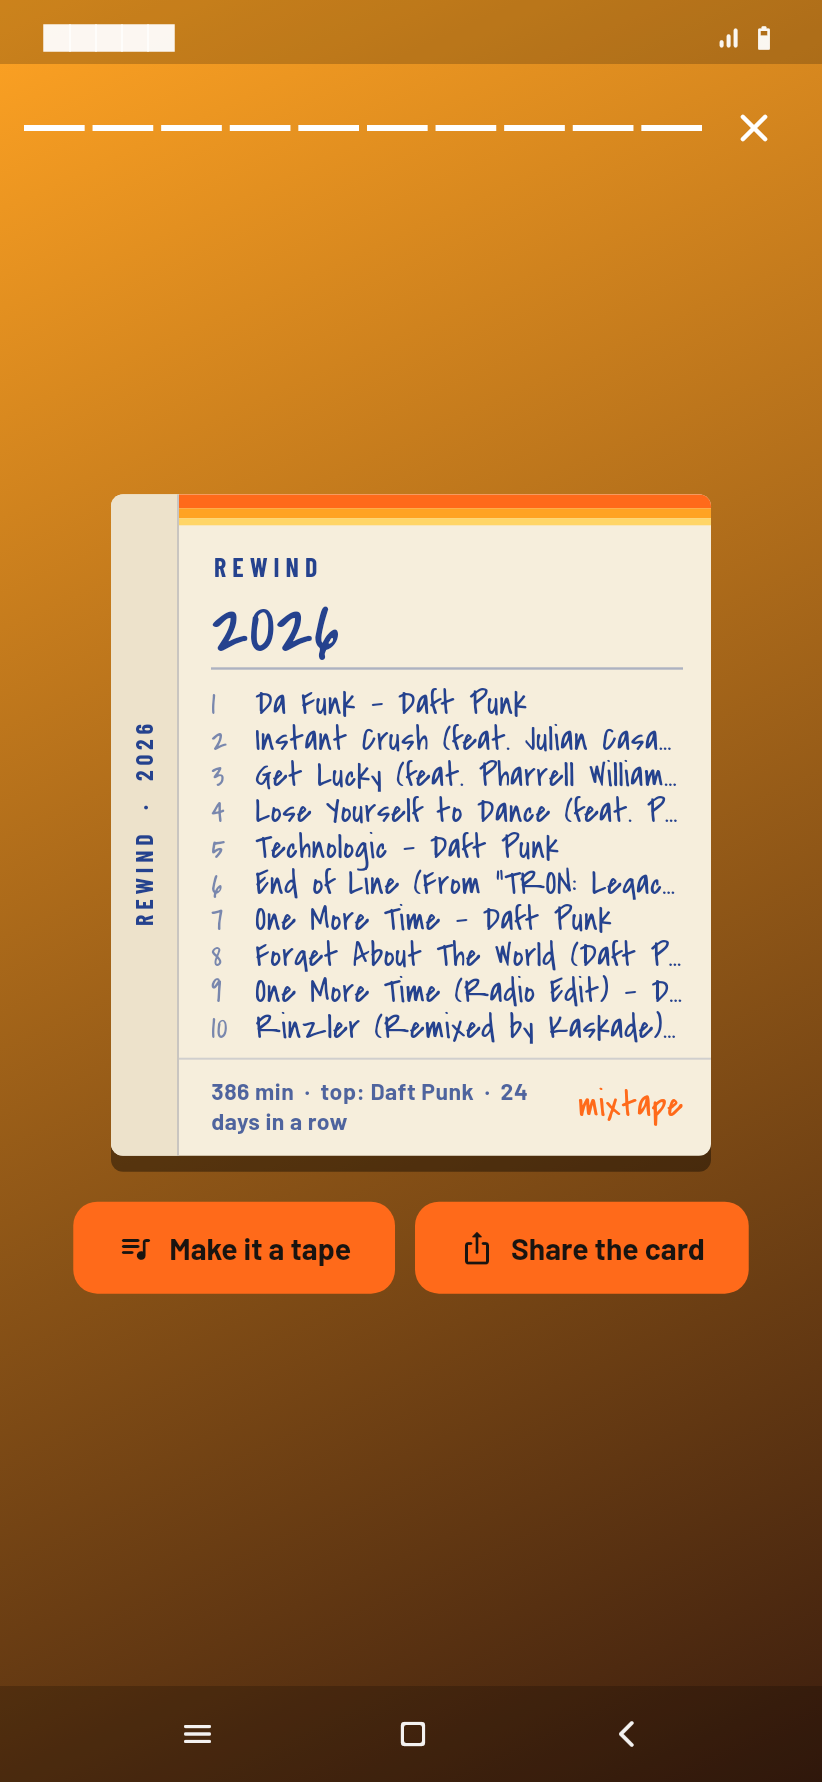 REWIND
2026
REWIND · 2026
1 Da Funk - Daft Punk
2 Instant Crush (feat. Julian Casa...
3 Get Lucky (feat. Pharrell William...
4 Lose Yourself to Dance (feat. P...
5 Technologic - Daft Punk
6 End of Line (From "TRON: Legac...
7 One More Time - Daft Punk
8 Forget About The World (Daft P...
9 One More Time (Radio Edit) - D...
10 Rinzler (Remixed by Kaskade)...
386 min · top: Daft Punk · 24
days in a row
mixtape
Make it a tape
Share the card